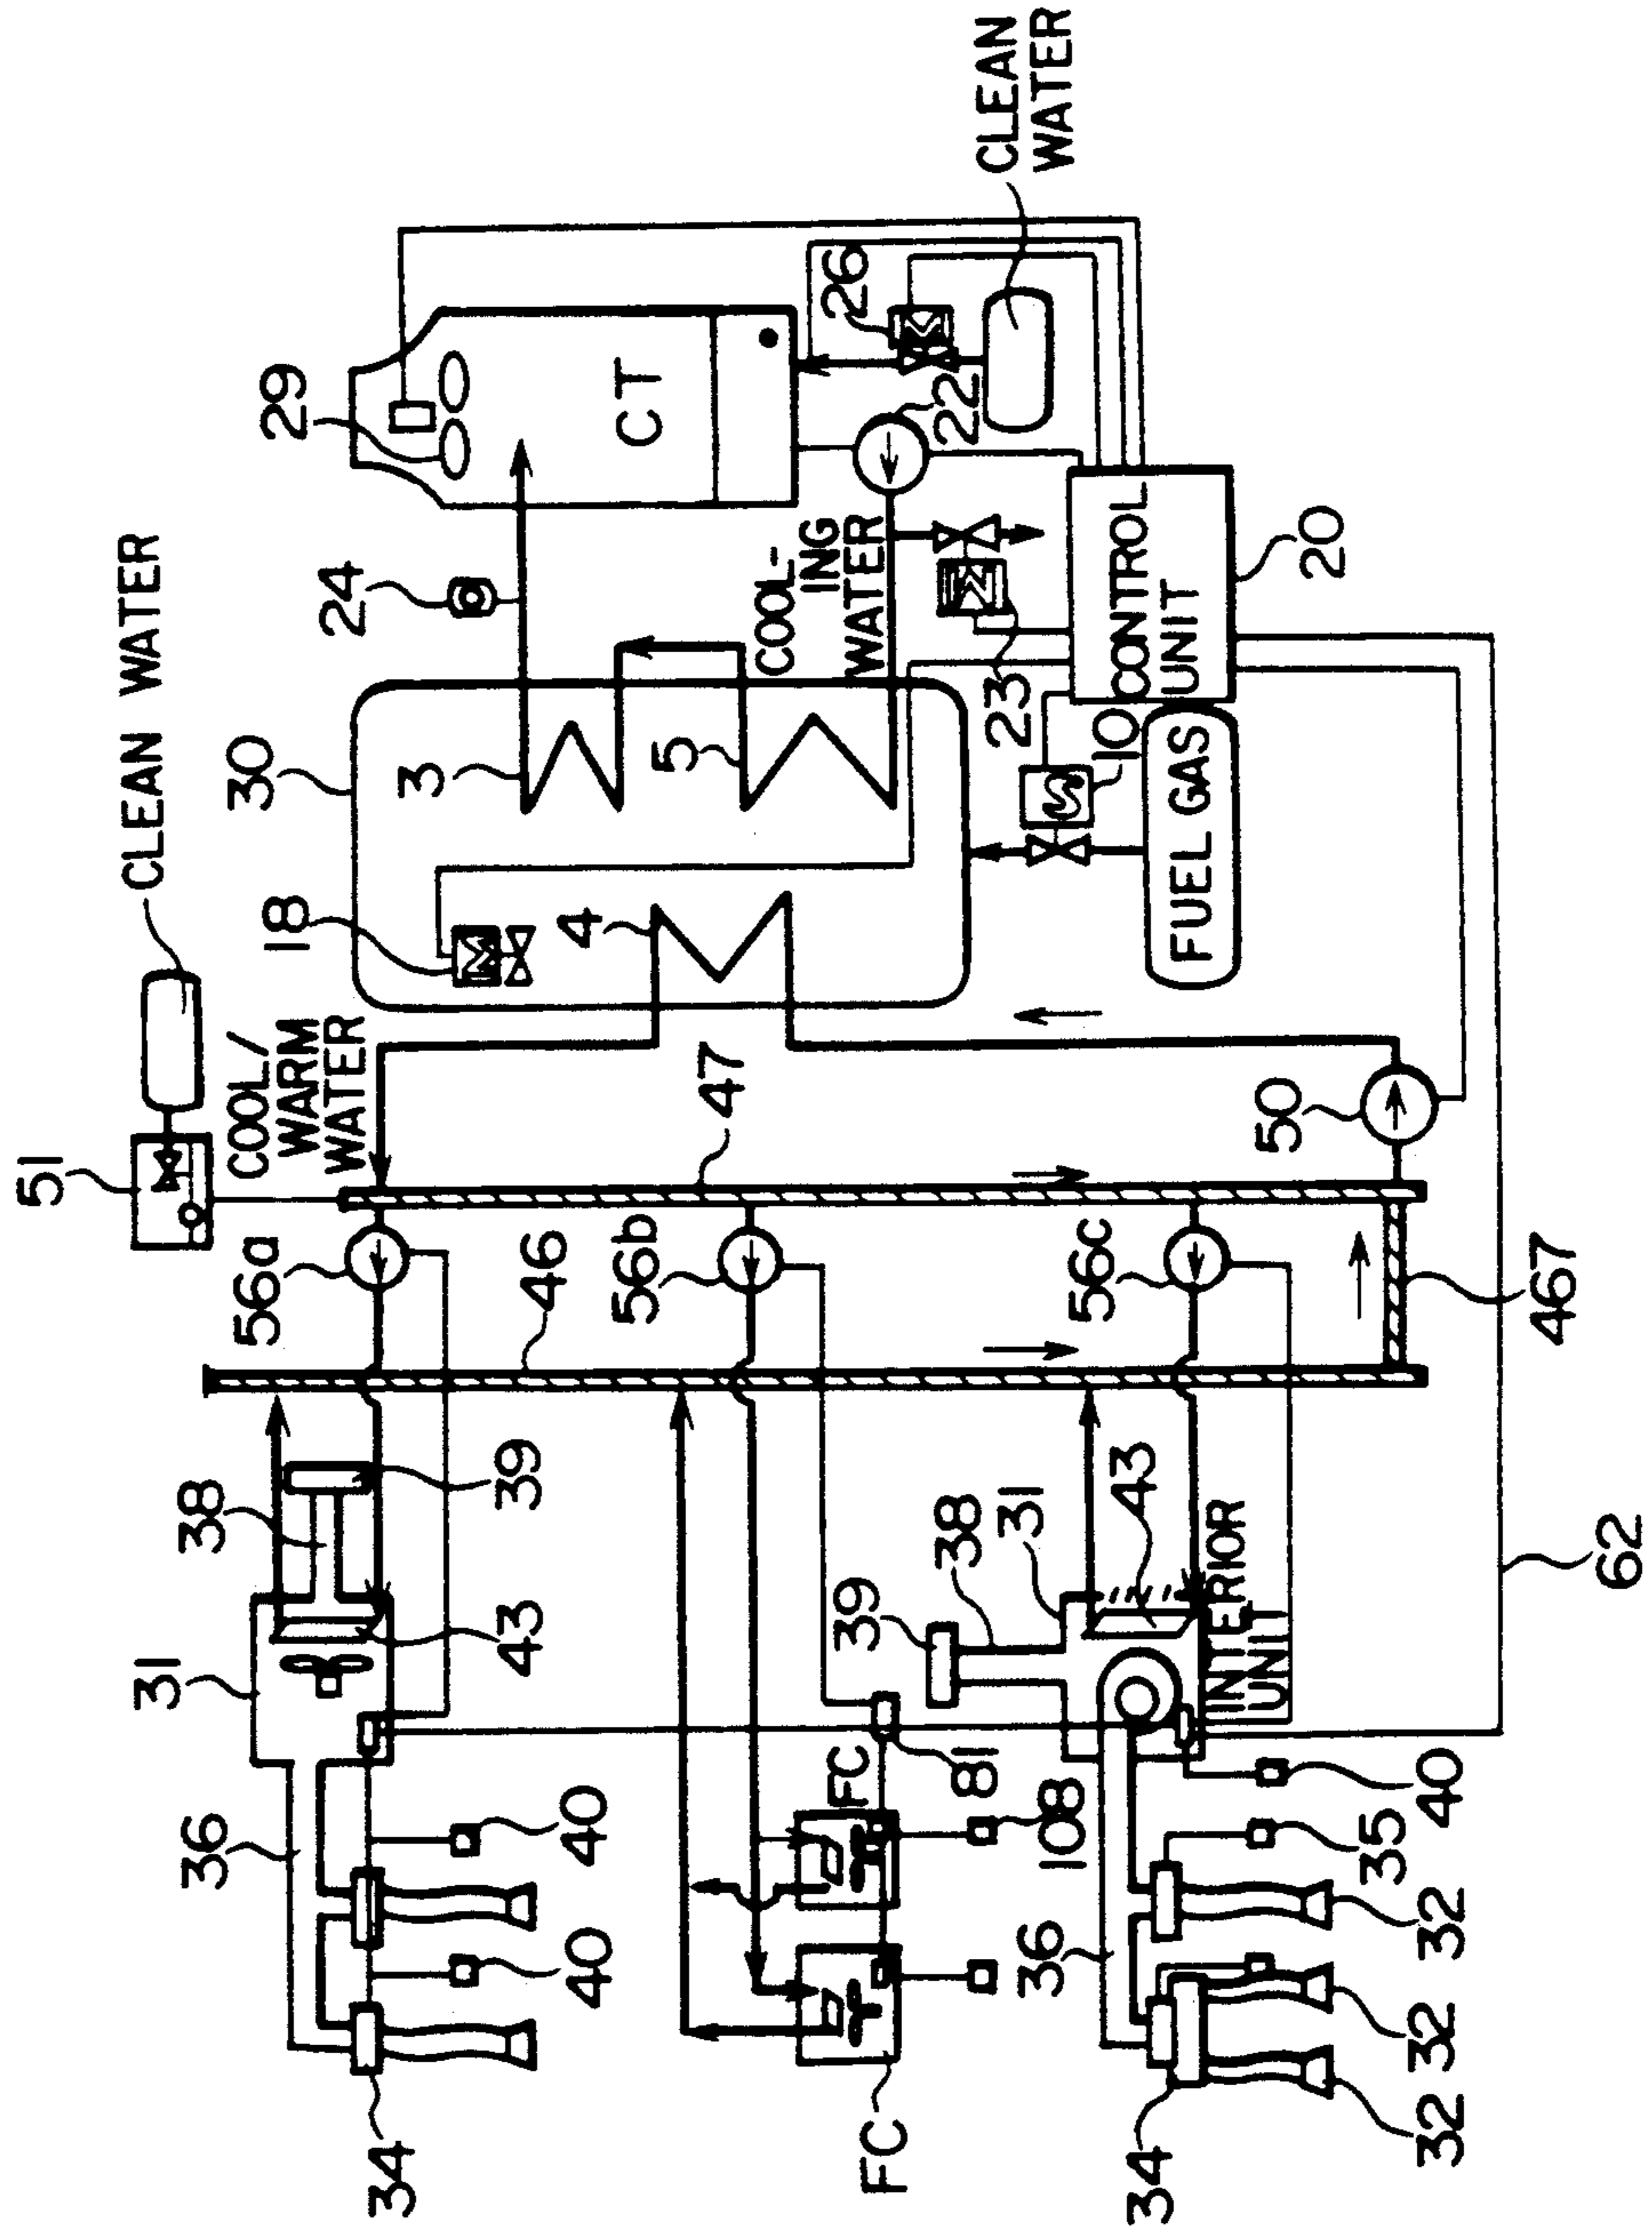 51
31
CLEAN WATER
36
38
56a
COOL/
WARM
WATER
30
18
29
24
34
3
43
39
46
40
40
4
56b
CT
5
47
COOL-
ING
WATER
FC
26
39
FC
38
22
81
CLEAN
WATER
23
31
36
108
56c
10
43
CONTROL
UNIT
34
FUEL GAS
INTERIOR
UNIT
50
20
35
32
32
32
40
467
62